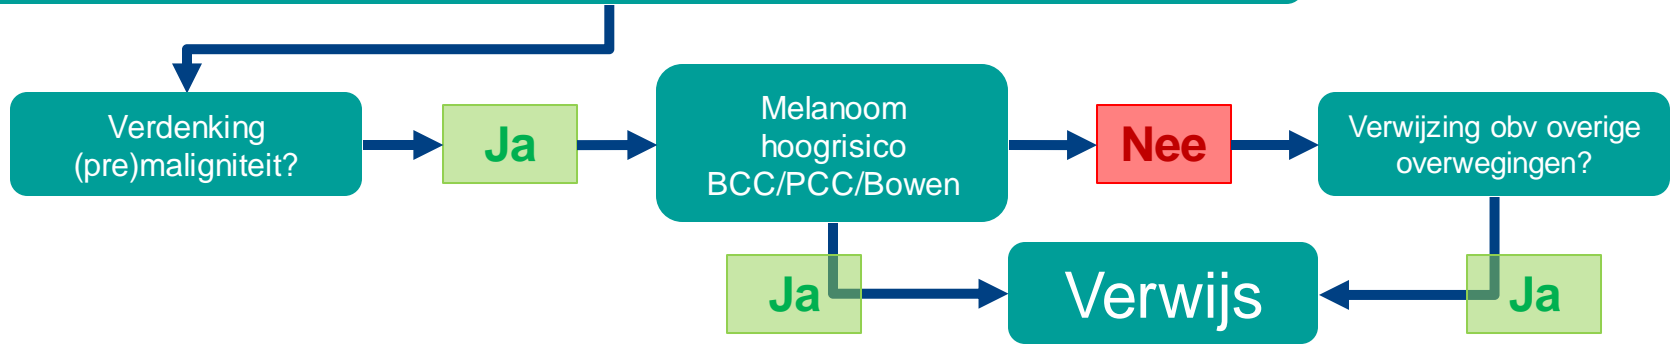 Verdenking
(pre)maligniteit?
Ja
Melanoom
hoogrisico
BCC/PCC/Bowen
Nee
Verwijzing obv overige
overwegingen?
Ja
Verwijs
Ja